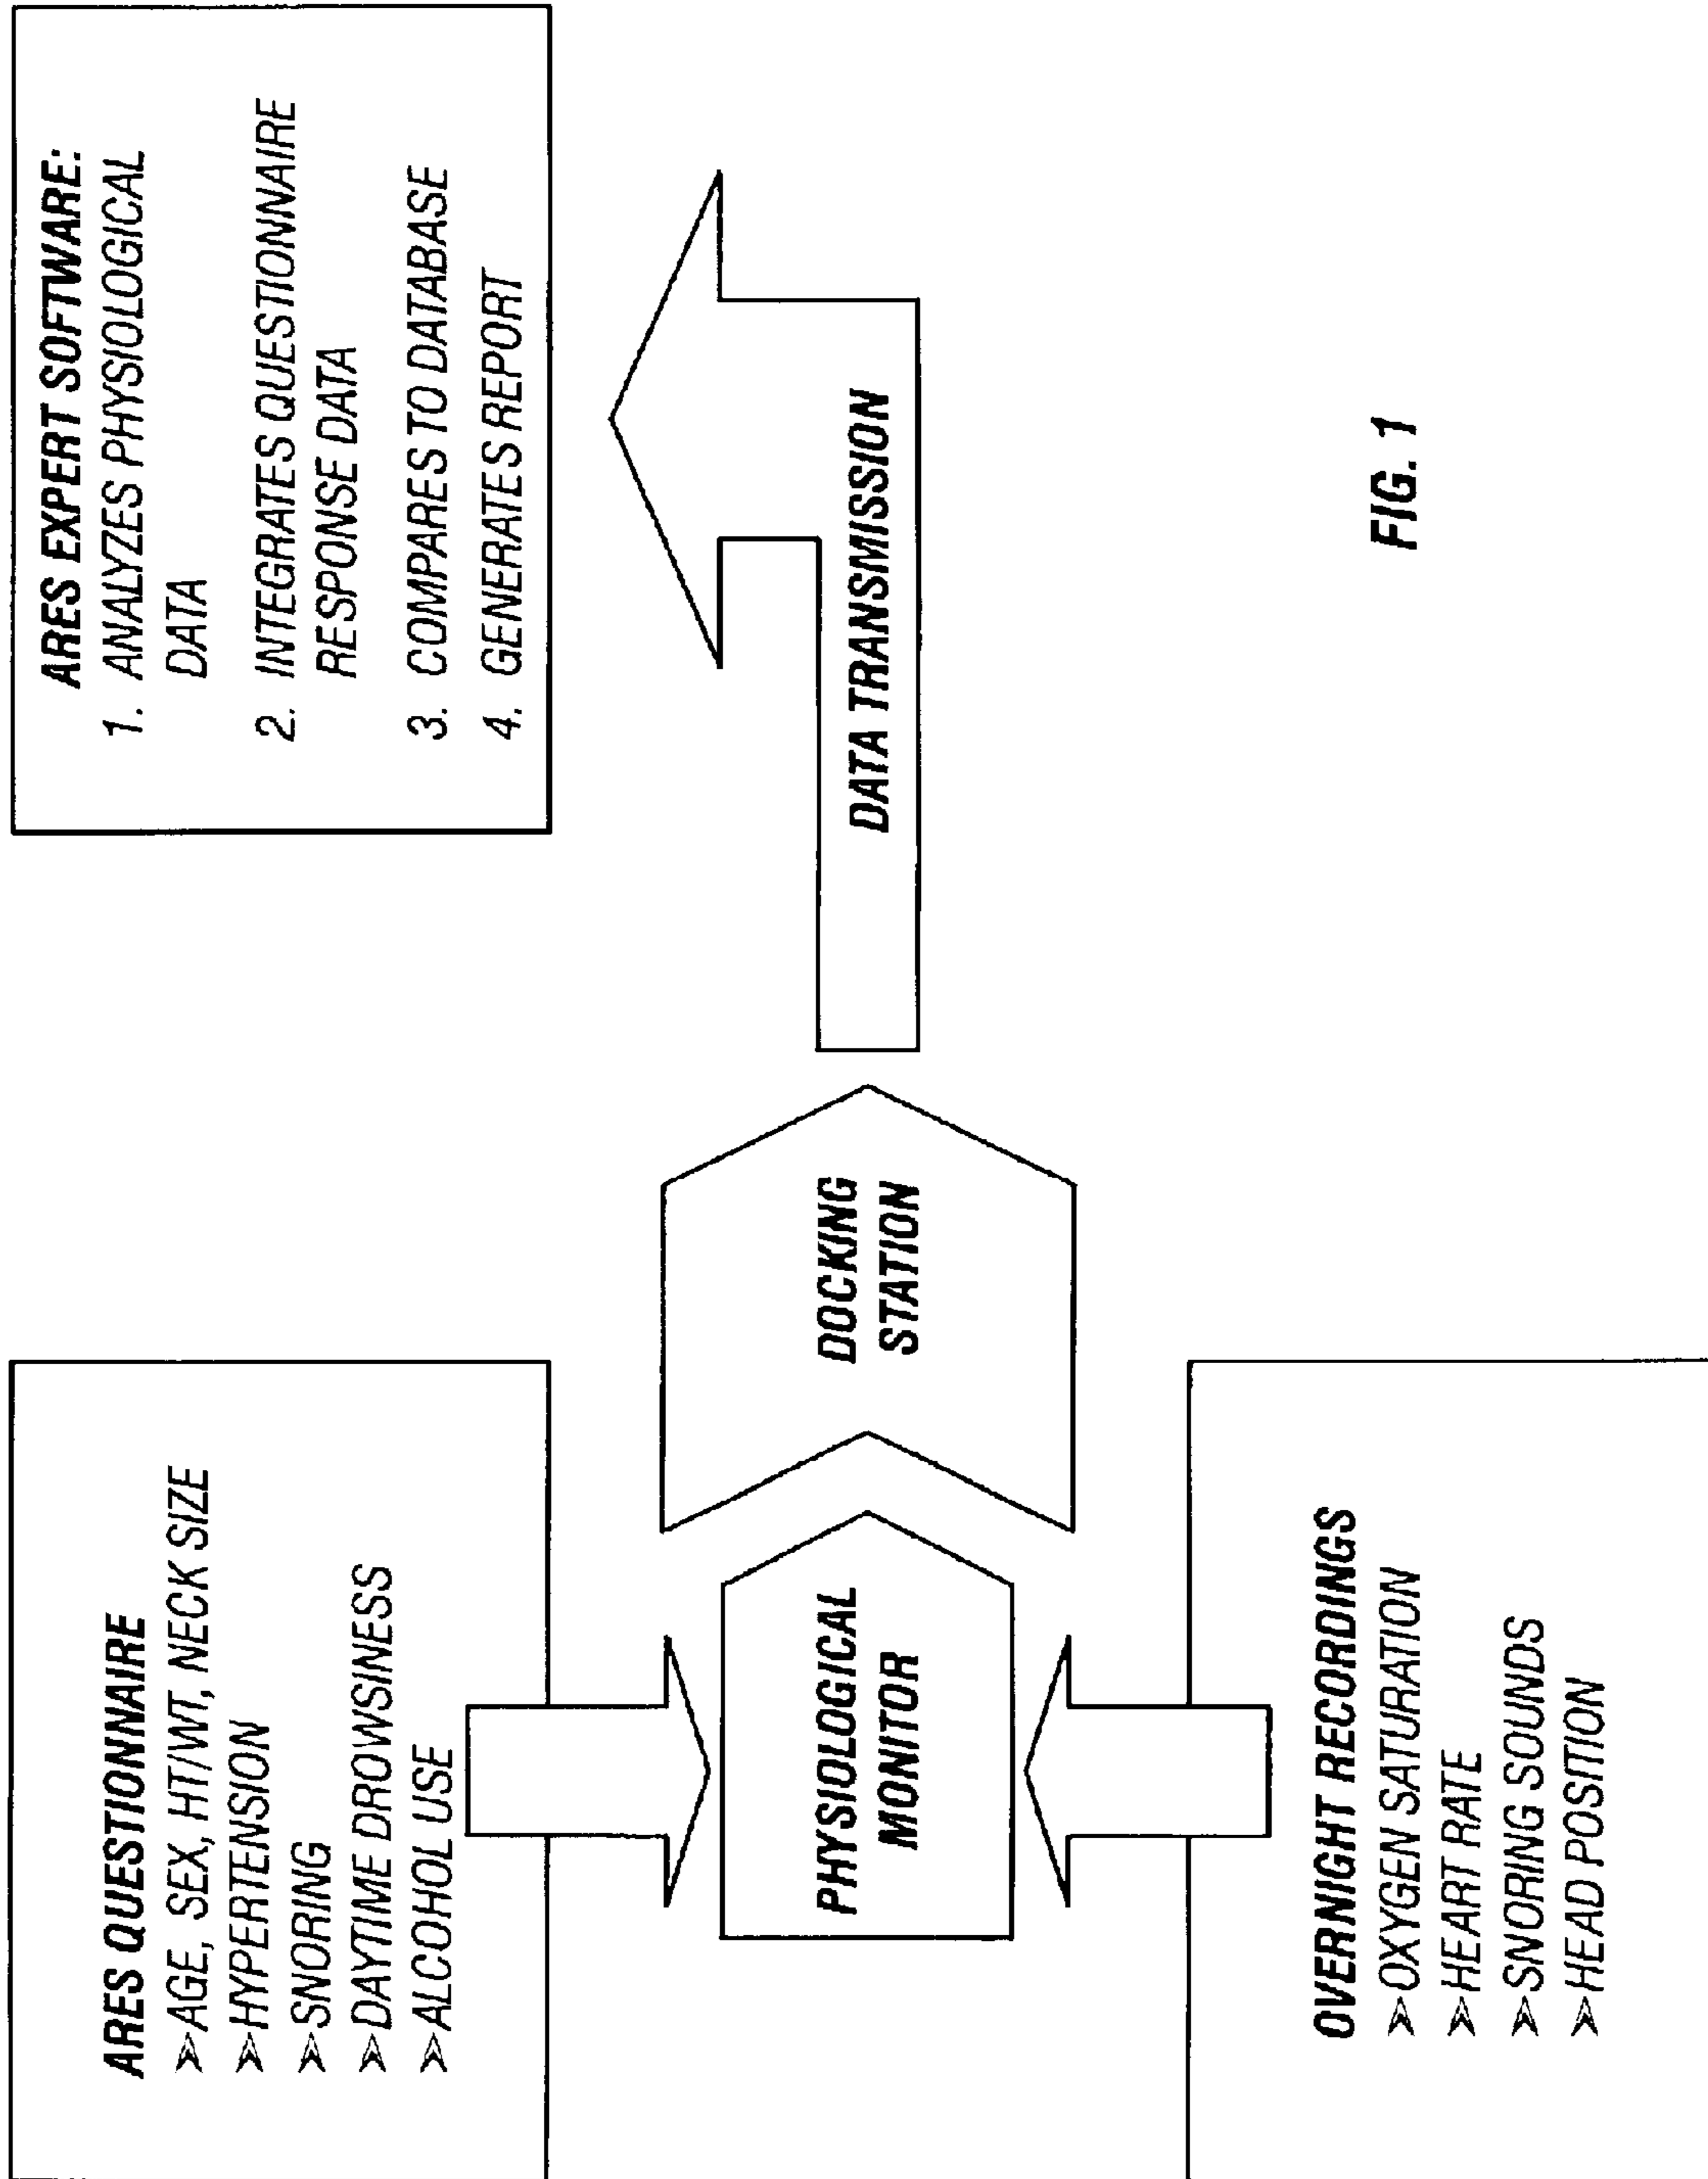 ARES QUESTIONNAIRE
➢AGE, SEX, HT/WT, NECK SIZE
➢HYPERTENSION
➢SNORING
➢DAYTIME DROWSINESS
➢ALCOHOL USE
PHYSIOLOGICAL
MONITOR
OVERNIGHT RECORDINGS
➢OXYGEN SATURATION
➢HEART RATE
➢SNORING SOUNDS
➢HEAD POSITION
DOCKING
STATION
DATA TRANSMISSION
ARES EXPERT SOFTWARE:
1. ANALYZES PHYSIOLOGICAL
DATA
2. INTEGRATES QUESTIONNAIRE
RESPONSE DATA
3. COMPARES TO DATABASE
4. GENERATES REPORT
FIG. 1